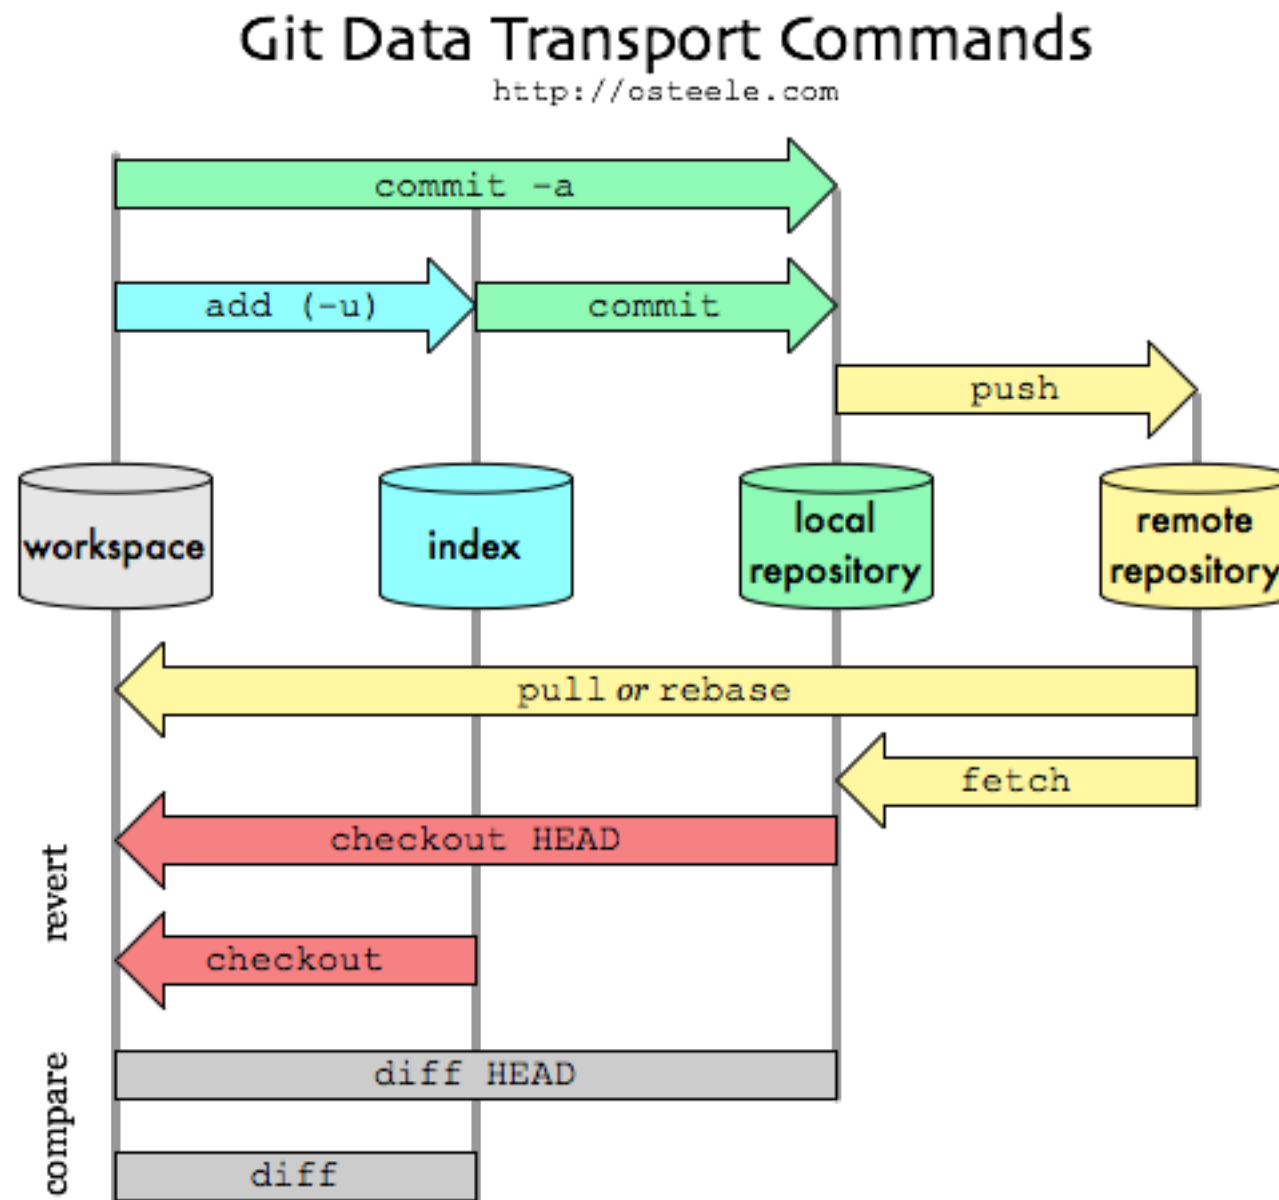 Git Data Transport Commands
http://osteele.com
commit -a
add (-u)
commit
push
workspace
index
local
repository
remote
repository
pull or rebase
fetch
revert
checkout HEAD
checkout
compare
diff HEAD
diff